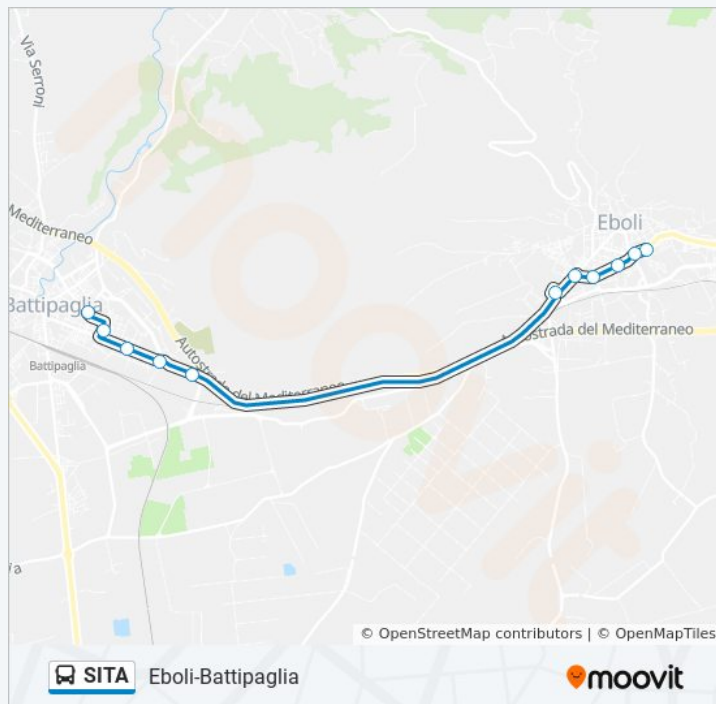 Via Serroni
Mediterraneo
Eboli
Battipaglia
Autostrada del Mediterraneo
Autostrada del Mediterraneo
Battipaglia
moovit
© OpenStreetMap contributors | © OpenMapTiles
SITA Eboli-Battipaglia
moovit